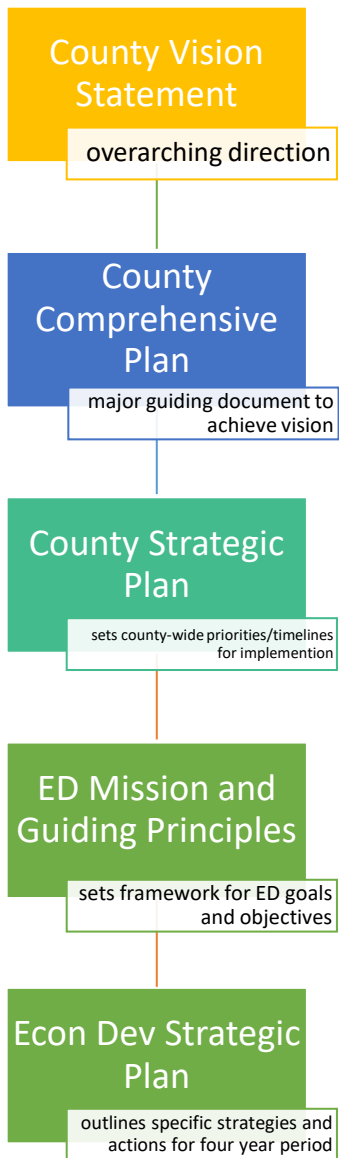 County Vision
Statement
overarching direction
County
Comprehensive
Plan
major guiding document to
achieve vision
County Strategic
Plan
sets county-wide priorities/timelines
for implemention
ED Mission and
Guiding Principles
sets framework for ED goals
and objectives
Econ Dev Strategic
Plan
outlines specific strategies and
actions for four year period